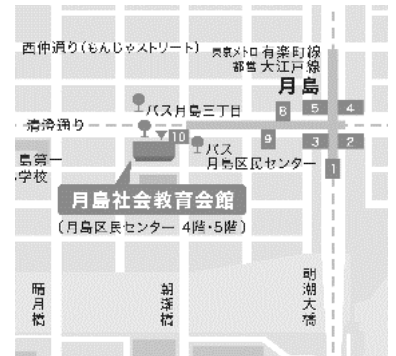 西仲通り(もんじゃストリート)
東京メトロ 有楽町線
都営 大江戸線
月島
バス月島三丁目
8
5
4
清澄通り
10
9
3
2
バス
月島区民センター
1
島第一
学校
月島社会教育会館
(月島区民センター 4階・5階)
晴月橋
朝潮橋
朝潮大橋